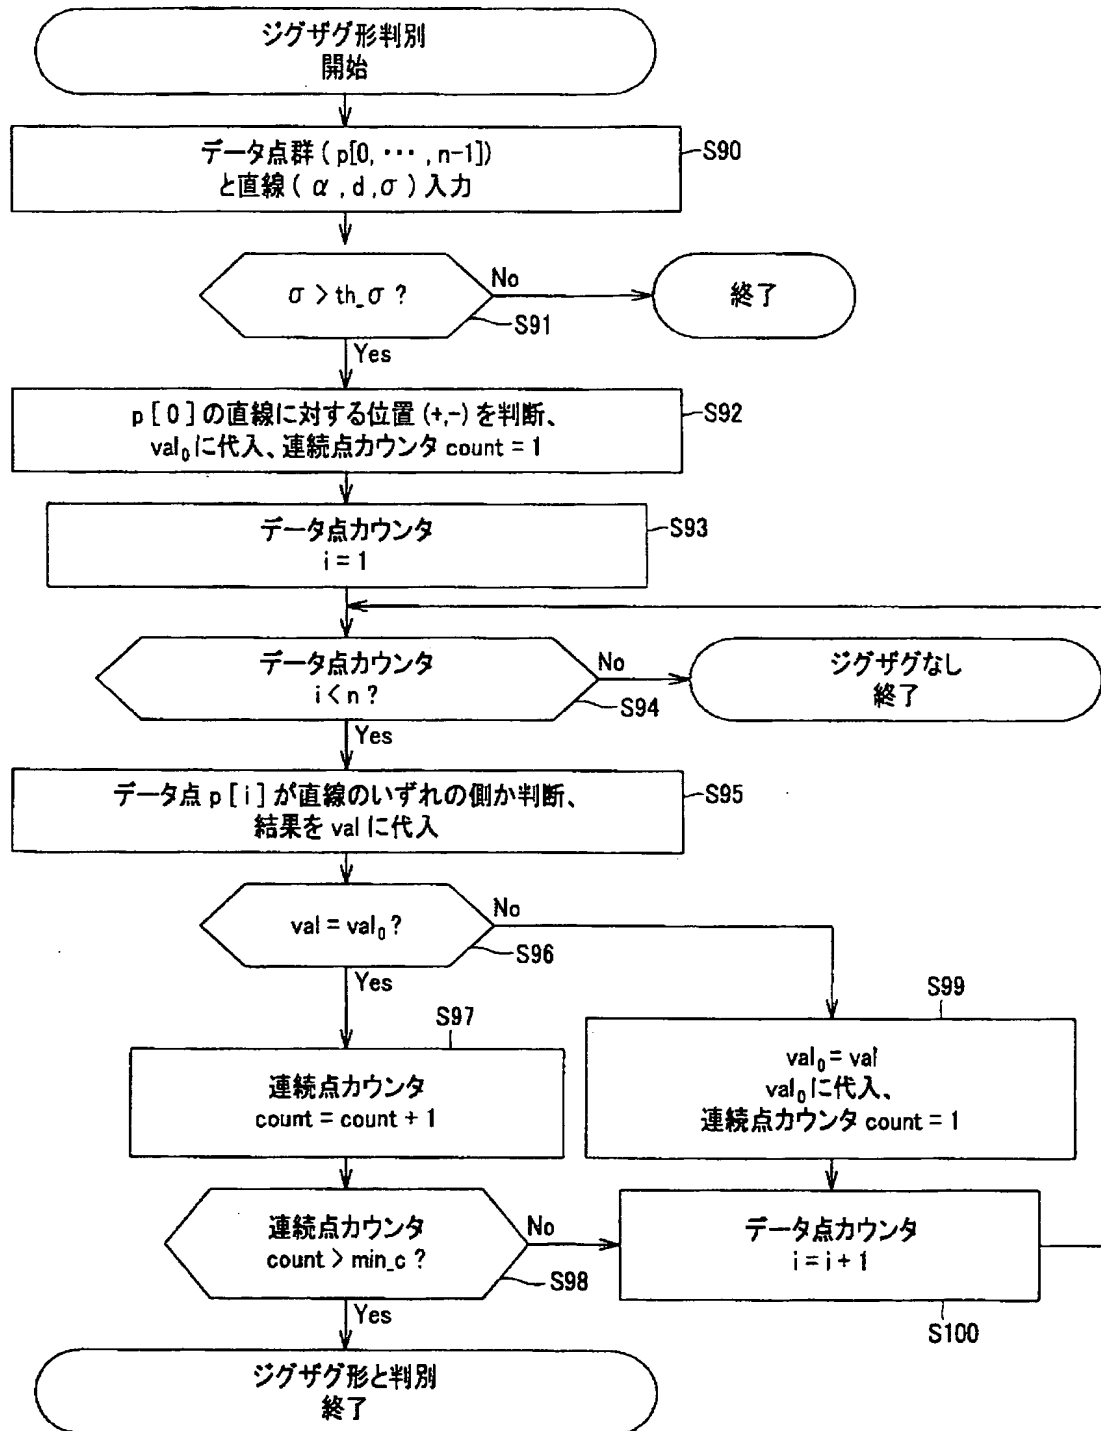 ジグザグ形判別
開始
データ点群 ( p[0, ･･･ , n-1])
と直線 ( α , d ,σ ) 入力
S90
σ > th_σ ?
No
S91
終了
Yes
p [ 0 ] の直線に対する位置 (+,-) を判断、
val₀ に代入、連続点カウンタ count = 1
S92
データ点カウンタ
i = 1
S93
データ点カウンタ
i < n ?
No
S94
ジグザグなし
終了
Yes
データ点 p [ i ] が直線のいずれの側か判断、
結果を val に代入
S95
val = val₀ ?
No
S96
Yes
S97
連続点カウンタ
count = count + 1
S99
val₀ = val
val₀ に代入、
連続点カウンタ count = 1
連続点カウンタ
count > min_c ?
No
S98
データ点カウンタ
i = i + 1
S100
Yes
ジグザグ形と判別
終了